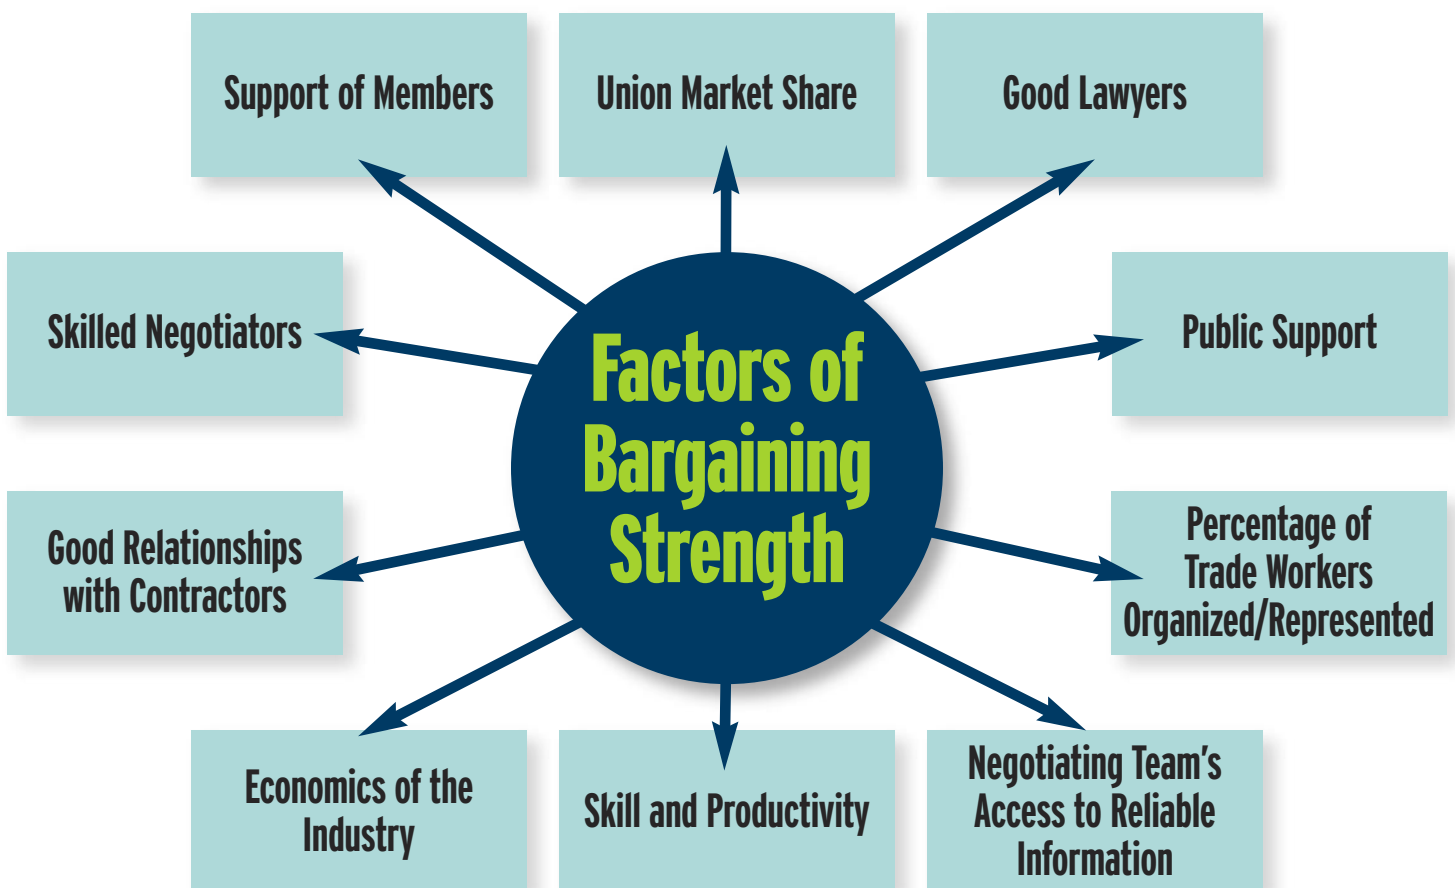 Support of Members
Union Market Share
Good Lawyers
Skilled Negotiators
Factors of
Bargaining
Strength
Public Support
Good Relationships
with Contractors
Percentage of
Trade Workers
Organized/Represented
Economics of the
Industry
Skill and Productivity
Negotiating Team's
Access to Reliable
Information